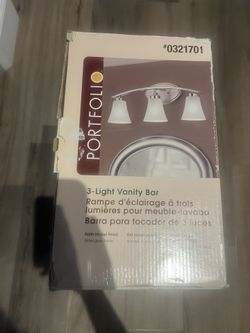 #0321701
PORTFOLIO
3-Light Vanity Bar
Rampe d'éclairage à trois
lumières pour meuble-lavabo
Barra para tocador de 3 luces